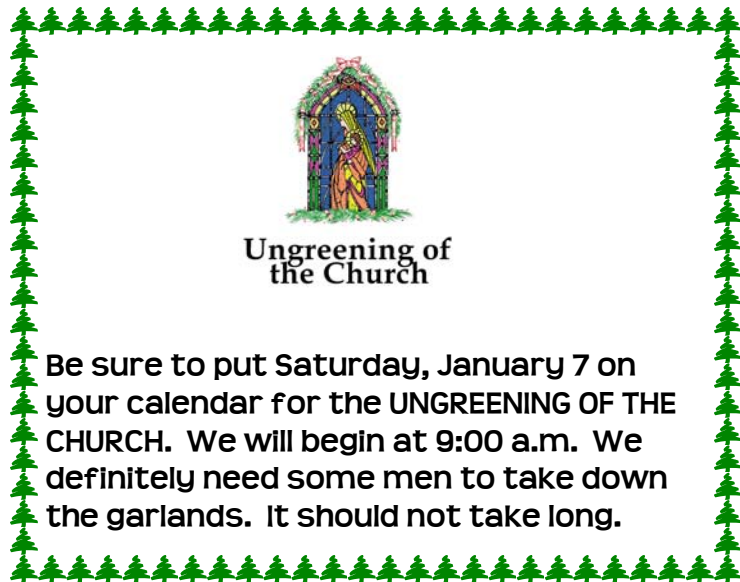 Ungreening of
the Church
Be sure to put Saturday, January 7 on
your calendar for the UNGREENING OF THE
CHURCH.  We will begin at 9:00 a.m.  We
definitely need some men to take down
the garlands.  It should not take long.